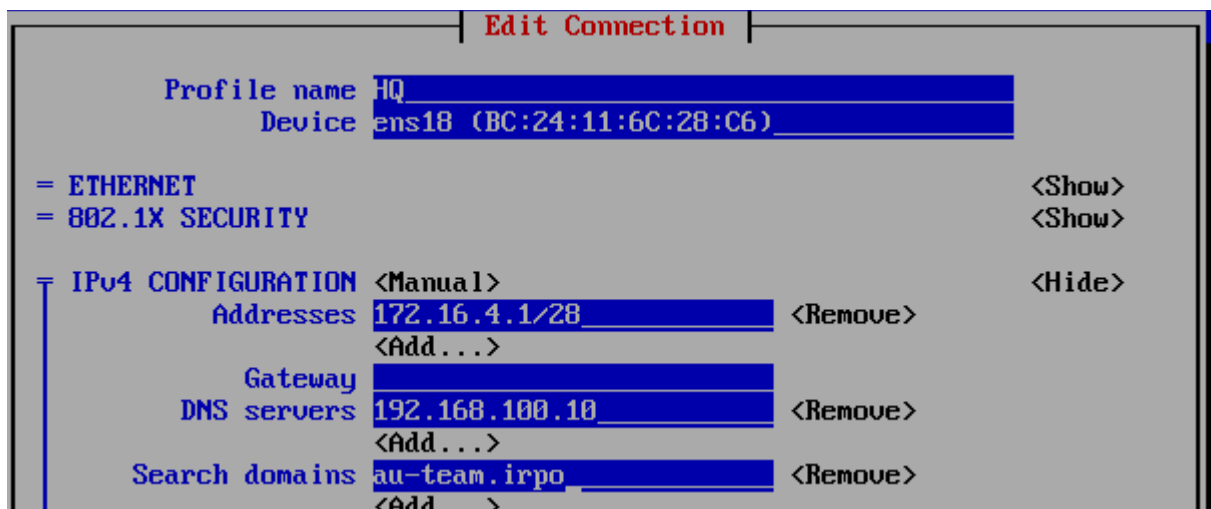 Edit Connection
Profile name HQ
Device ens18 (BC:24:11:6C:28:C6)
= ETHERNET <Show>
= 802.1X SECURITY <Show>
= IPv4 CONFIGURATION <Manual> <Hide>
Addresses 172.16.4.1/28 <Remove>
<Add...>
Gateway
DNS servers 192.168.100.10 <Remove>
<Add...>
Search domains au-team.irpo <Remove>
<Add...>